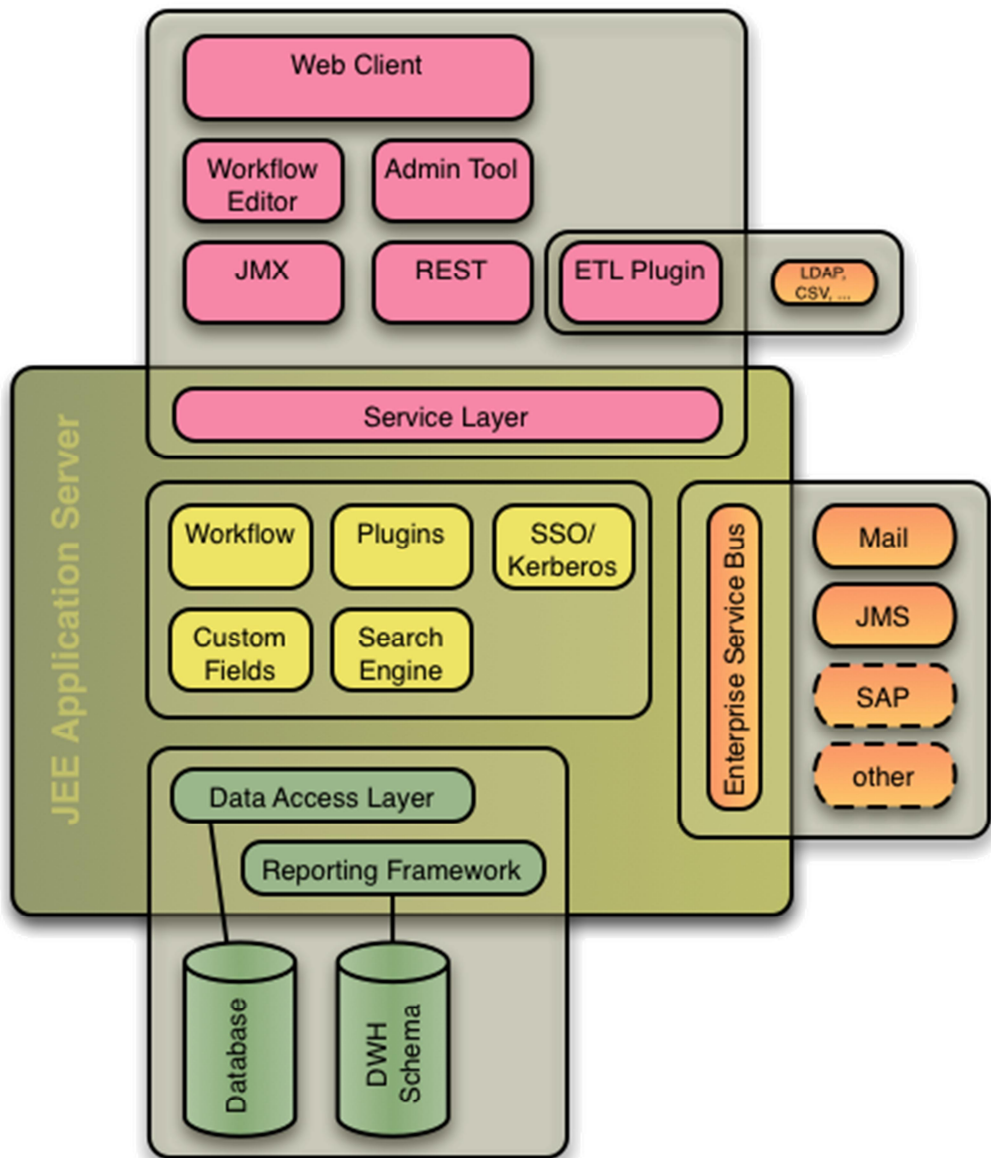 Web Client
Workflow
Editor
Admin Tool
JMX
REST
ETL Plugin
LDAP,
CSV, ...
Service Layer
JEE Application Server
Workflow
Plugins
SSO/
Kerberos
Custom
Fields
Search
Engine
Enterprise Service Bus
Mail
JMS
SAP
other
Data Access Layer
Reporting Framework
Database
DWH
Schema